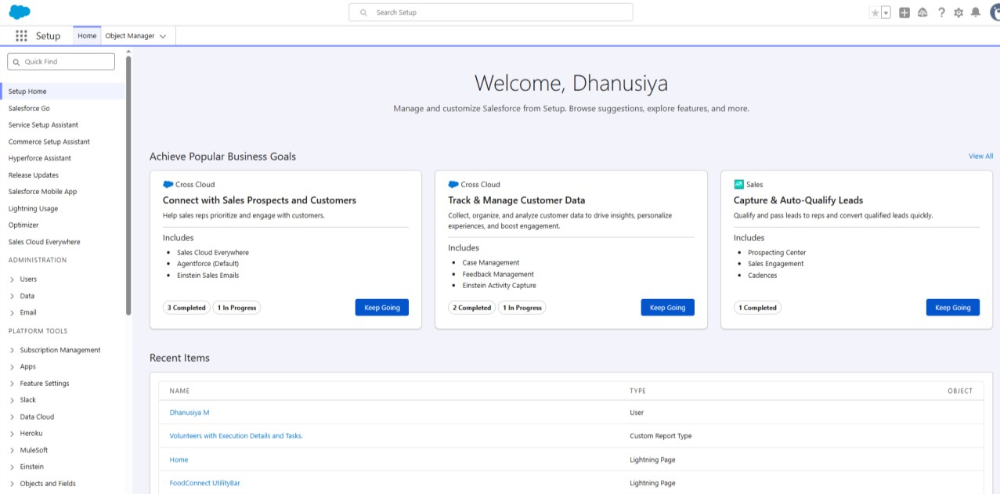 Search Setup
Setup
Home
Object Manager
Quick Find
Setup Home
Salesforce Go
Service Setup Assistant
Commerce Setup Assistant
Hyperforce Assistant
Release Updates
Salesforce Mobile App
Lightning Usage
Optimizer
Sales Cloud Everywhere
ADMINISTRATION
Users
Data
Email
PLATFORM TOOLS
Subscription Management
Apps
Feature Settings
Slack
Data Cloud
Heroku
MuleSoft
Einstein
Objects and Fields
Welcome, Dhanusiya
Manage and customize Salesforce from Setup. Browse suggestions, explore features, and more.
Achieve Popular Business Goals
View All
Cross Cloud
Connect with Sales Prospects and Customers
Help sales reps prioritize and engage with customers.
Includes
• Sales Cloud Everywhere
• Agentforce (Default)
• Einstein Sales Emails
3 Completed 1 In Progress Keep Going
Cross Cloud
Track & Manage Customer Data
Collect, organize, and analyze customer data to drive insights, personalize
experiences, and boost engagement.
Includes
• Case Management
• Feedback Management
• Einstein Activity Capture
2 Completed 1 In Progress Keep Going
Sales
Capture & Auto-Qualify Leads
Qualify and pass leads to reps and convert qualified leads quickly.
Includes
• Prospecting Center
• Sales Engagement
• Cadences
1 Completed Keep Going
Recent Items
NAME TYPE OBJECT
Dhanusiya M User
Volunteers with Execution Details and Tasks. Custom Report Type
Home Lightning Page
FoodConnect UtilityBar Lightning Page